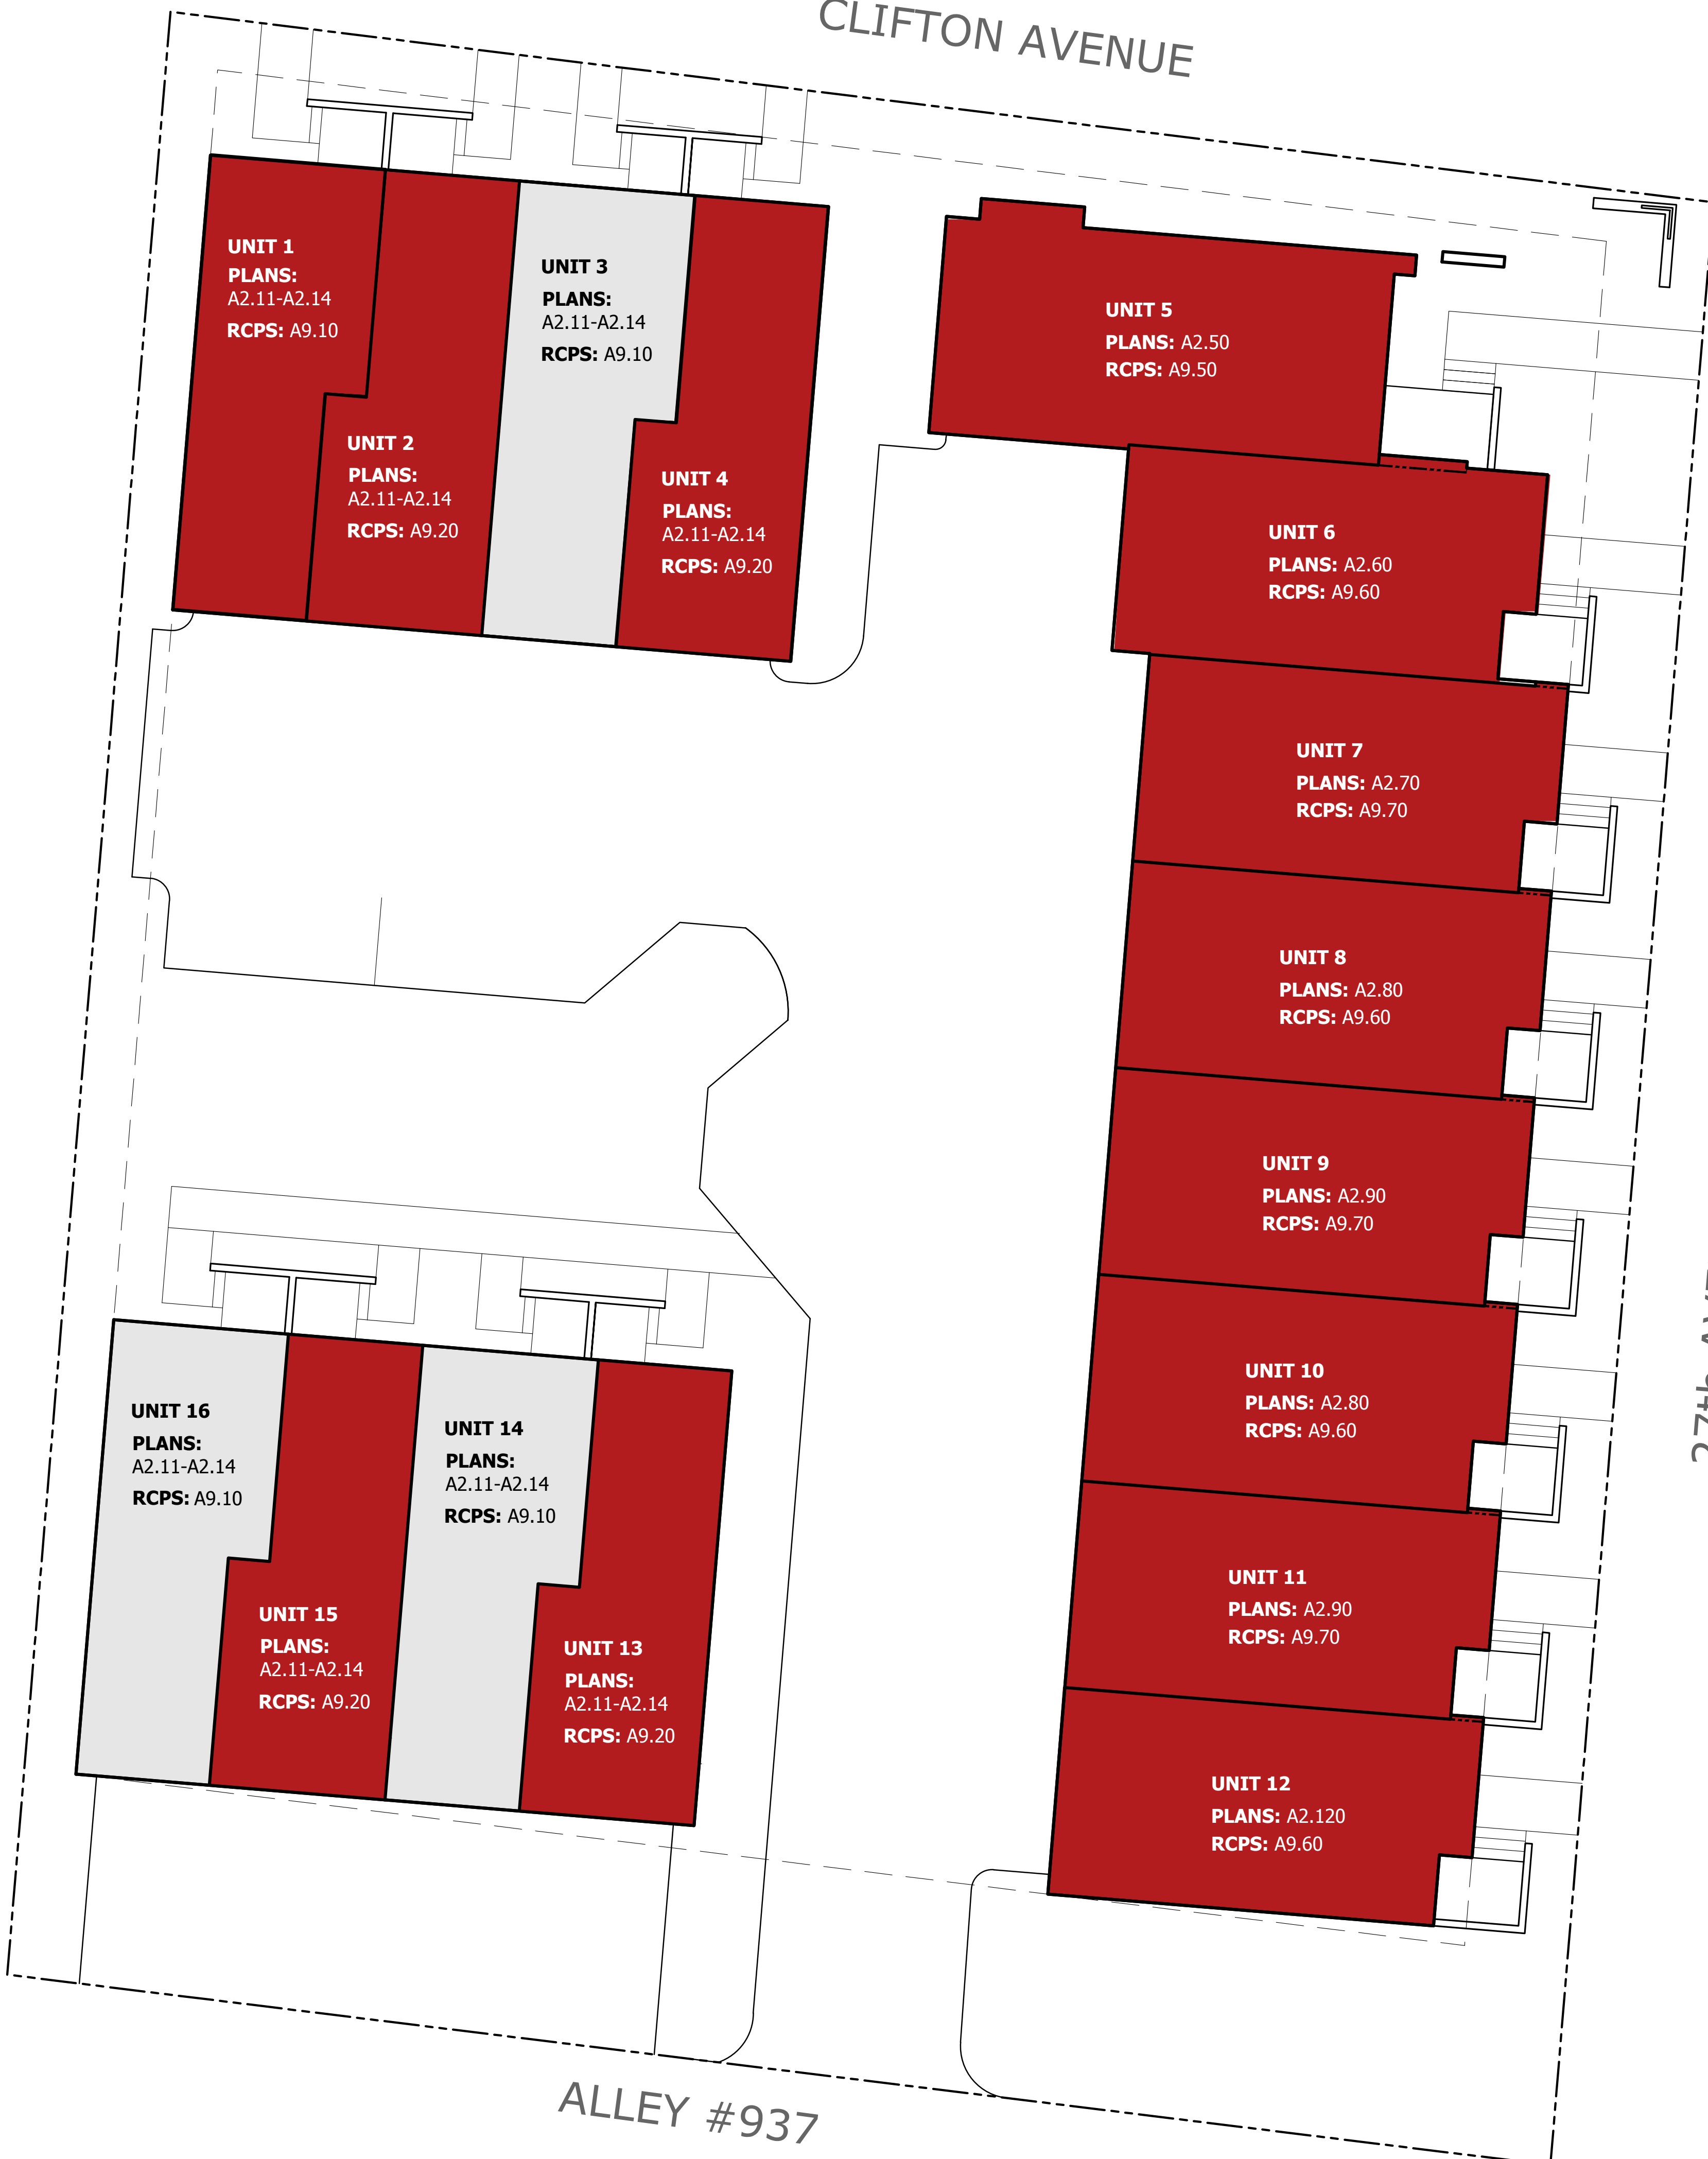 CLIFTON AVENUE
UNIT 1
PLANS:
A2.11-A2.14
RCPS: A9.10
UNIT 2
PLANS:
A2.11-A2.14
RCPS: A9.20
UNIT 3
PLANS:
A2.11-A2.14
RCPS: A9.10
UNIT 4
PLANS:
A2.11-A2.14
RCPS: A9.20
UNIT 5
PLANS: A2.50
RCPS: A9.50
UNIT 6
PLANS: A2.60
RCPS: A9.60
UNIT 7
PLANS: A2.70
RCPS: A9.70
UNIT 8
PLANS: A2.80
RCPS: A9.60
UNIT 9
PLANS: A2.90
RCPS: A9.70
UNIT 10
PLANS: A2.80
RCPS: A9.60
UNIT 11
PLANS: A2.90
RCPS: A9.70
UNIT 12
PLANS: A2.120
RCPS: A9.60
UNIT 16
PLANS:
A2.11-A2.14
RCPS: A9.10
UNIT 15
PLANS:
A2.11-A2.14
RCPS: A9.20
UNIT 14
PLANS:
A2.11-A2.14
RCPS: A9.10
UNIT 13
PLANS:
A2.11-A2.14
RCPS: A9.20
27th
ALLEY #937